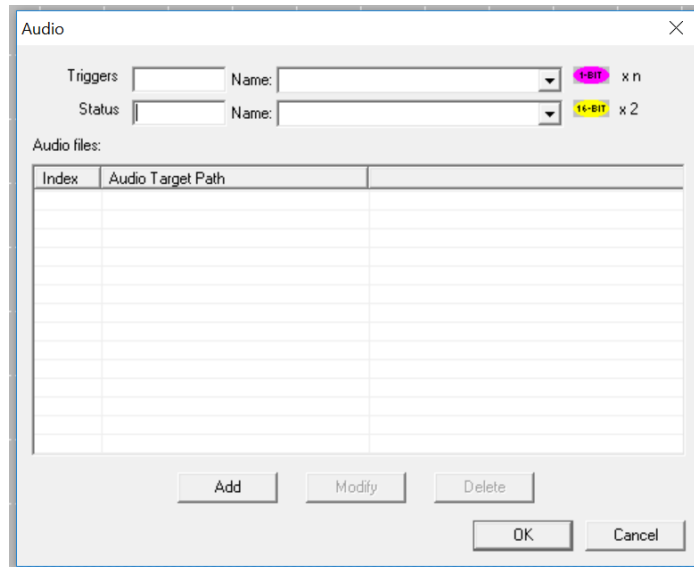 Audio
Triggers Name: 1-BIT x n
Status Name: 16-BIT x 2
Audio files:
Index Audio Target Path
Add Modify Delete
OK Cancel